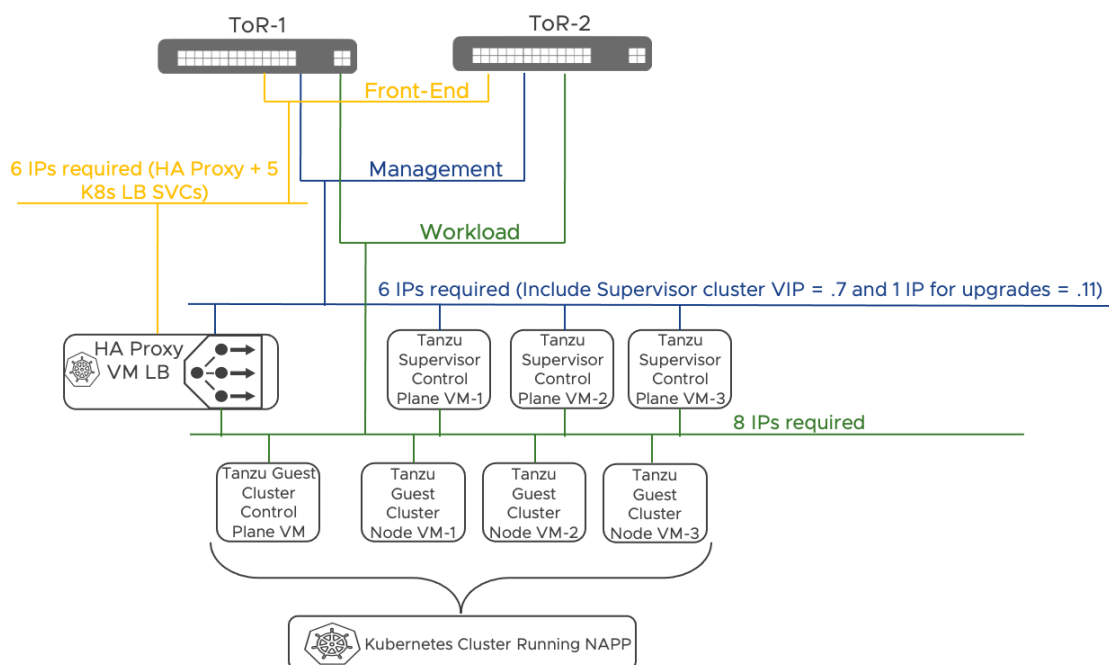 ToR-1
ToR-2
Front-End
6 IPs required (HA Proxy + 5
K8s LB SVCs)
Management
Workload
6 IPs required (Include Supervisor cluster VIP = .7 and 1 IP for upgrades = .11)
HA Proxy
VM LB
Tanzu
Supervisor
Control
Plane VM-1
Tanzu
Supervisor
Control
Plane VM-2
Tanzu
Supervisor
Control
Plane VM-3
8 IPs required
Tanzu Guest
Cluster
Control
Plane VM
Tanzu
Guest
Cluster
Node VM-1
Tanzu
Guest
Cluster
Node VM-2
Tanzu
Guest
Cluster
Node VM-3
Kubernetes Cluster Running NAPP